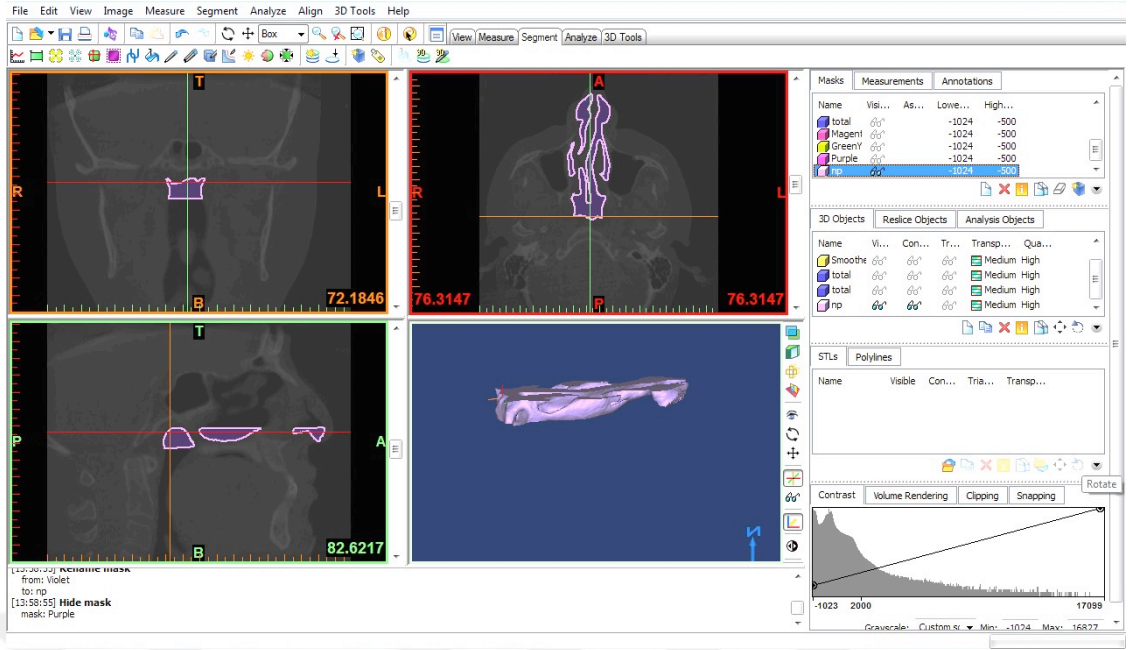 File Edit View Image Measure Segment Analyze Align 3D Tools Help
Box View Measure Segment Analyze 3D Tools
T
R
L
B
72.1846
A
R
L
P
76.3147
76.3147
T
P
A
B
82.6217
Masks Measurements Annotations
Name Visi... As... Lowe... High...
total -1024 -500
Magent -1024 -500
GreenY -1024 -500
Purple -1024 -500
np -1024 -500
3D Objects Reslice Objects Analysis Objects
Name Vi... Con... Tr... Transp... Qua...
Smoothe Medium High
total Medium High
total Medium High
np Medium High
STLs Polylines
Name Visible Con... Tria... Transp...
Rotate
Contrast Volume Rendering Clipping Snapping
-1023 2000 17099
Grayscale: Custom sc Min: -1024 Max: 16827
[13:58:55] Rename mask
from: Violet
to: np
[13:58:55] Hide mask
mask: Purple